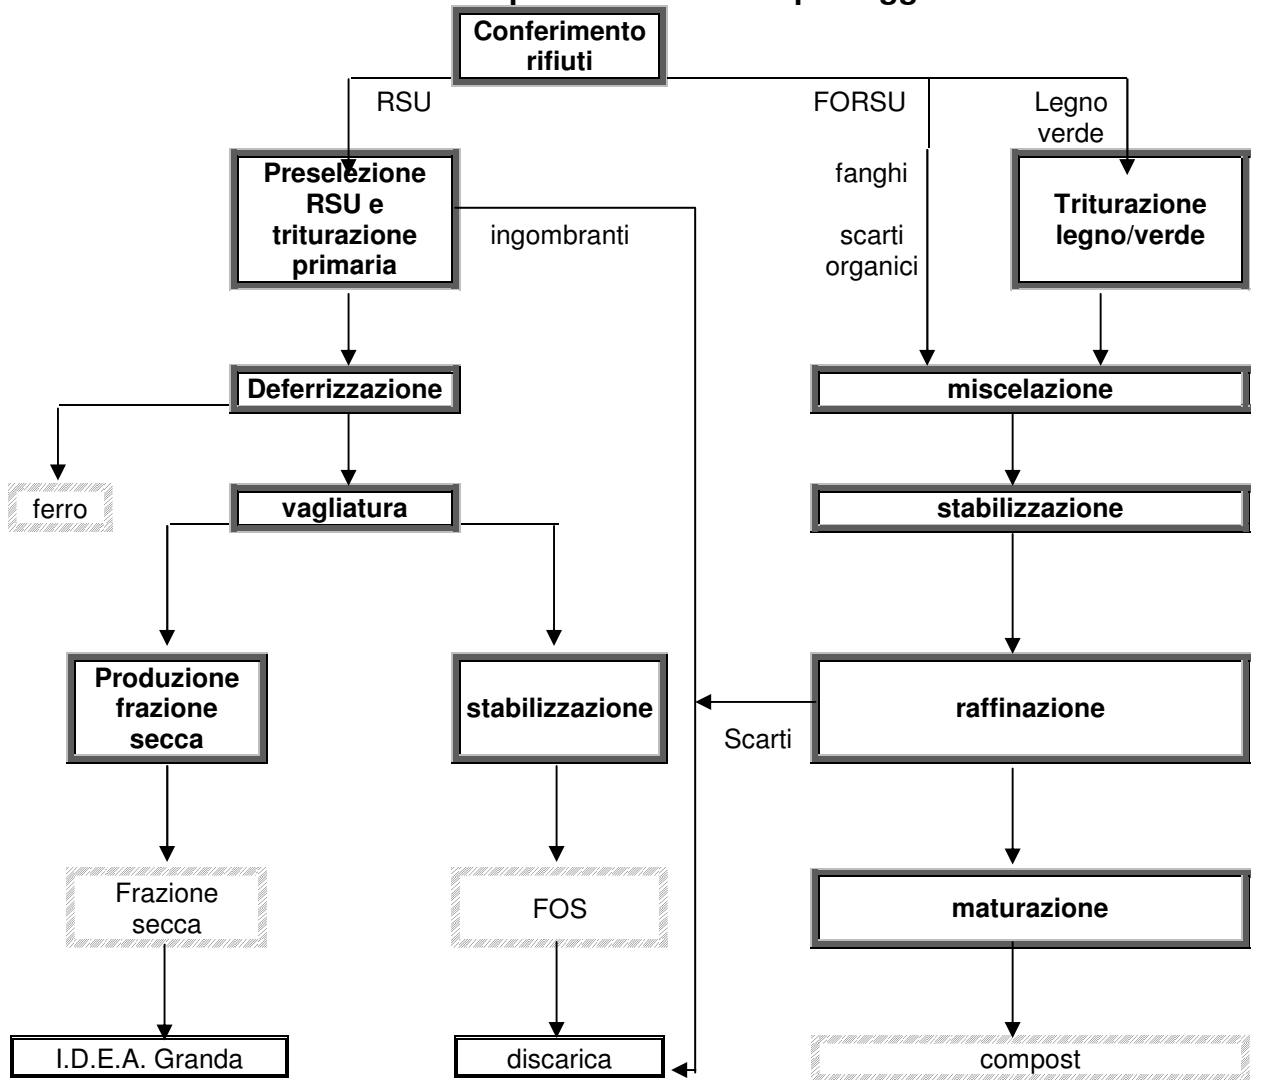 Conferimento
rifiuti
RSU
FORSU
Legno
verde
Preselezione
RSU e
triturazione
primaria
ingombranti
fanghi
scarti
organici
Triturazione
legno/verde
Deferrizzazione
miscelazione
ferro
vagliatura
stabilizzazione
Produzione
frazione
secca
stabilizzazione
Scarti
raffinazione
Frazione
secca
FOS
maturazione
I.D.E.A. Granda
discarica
compost